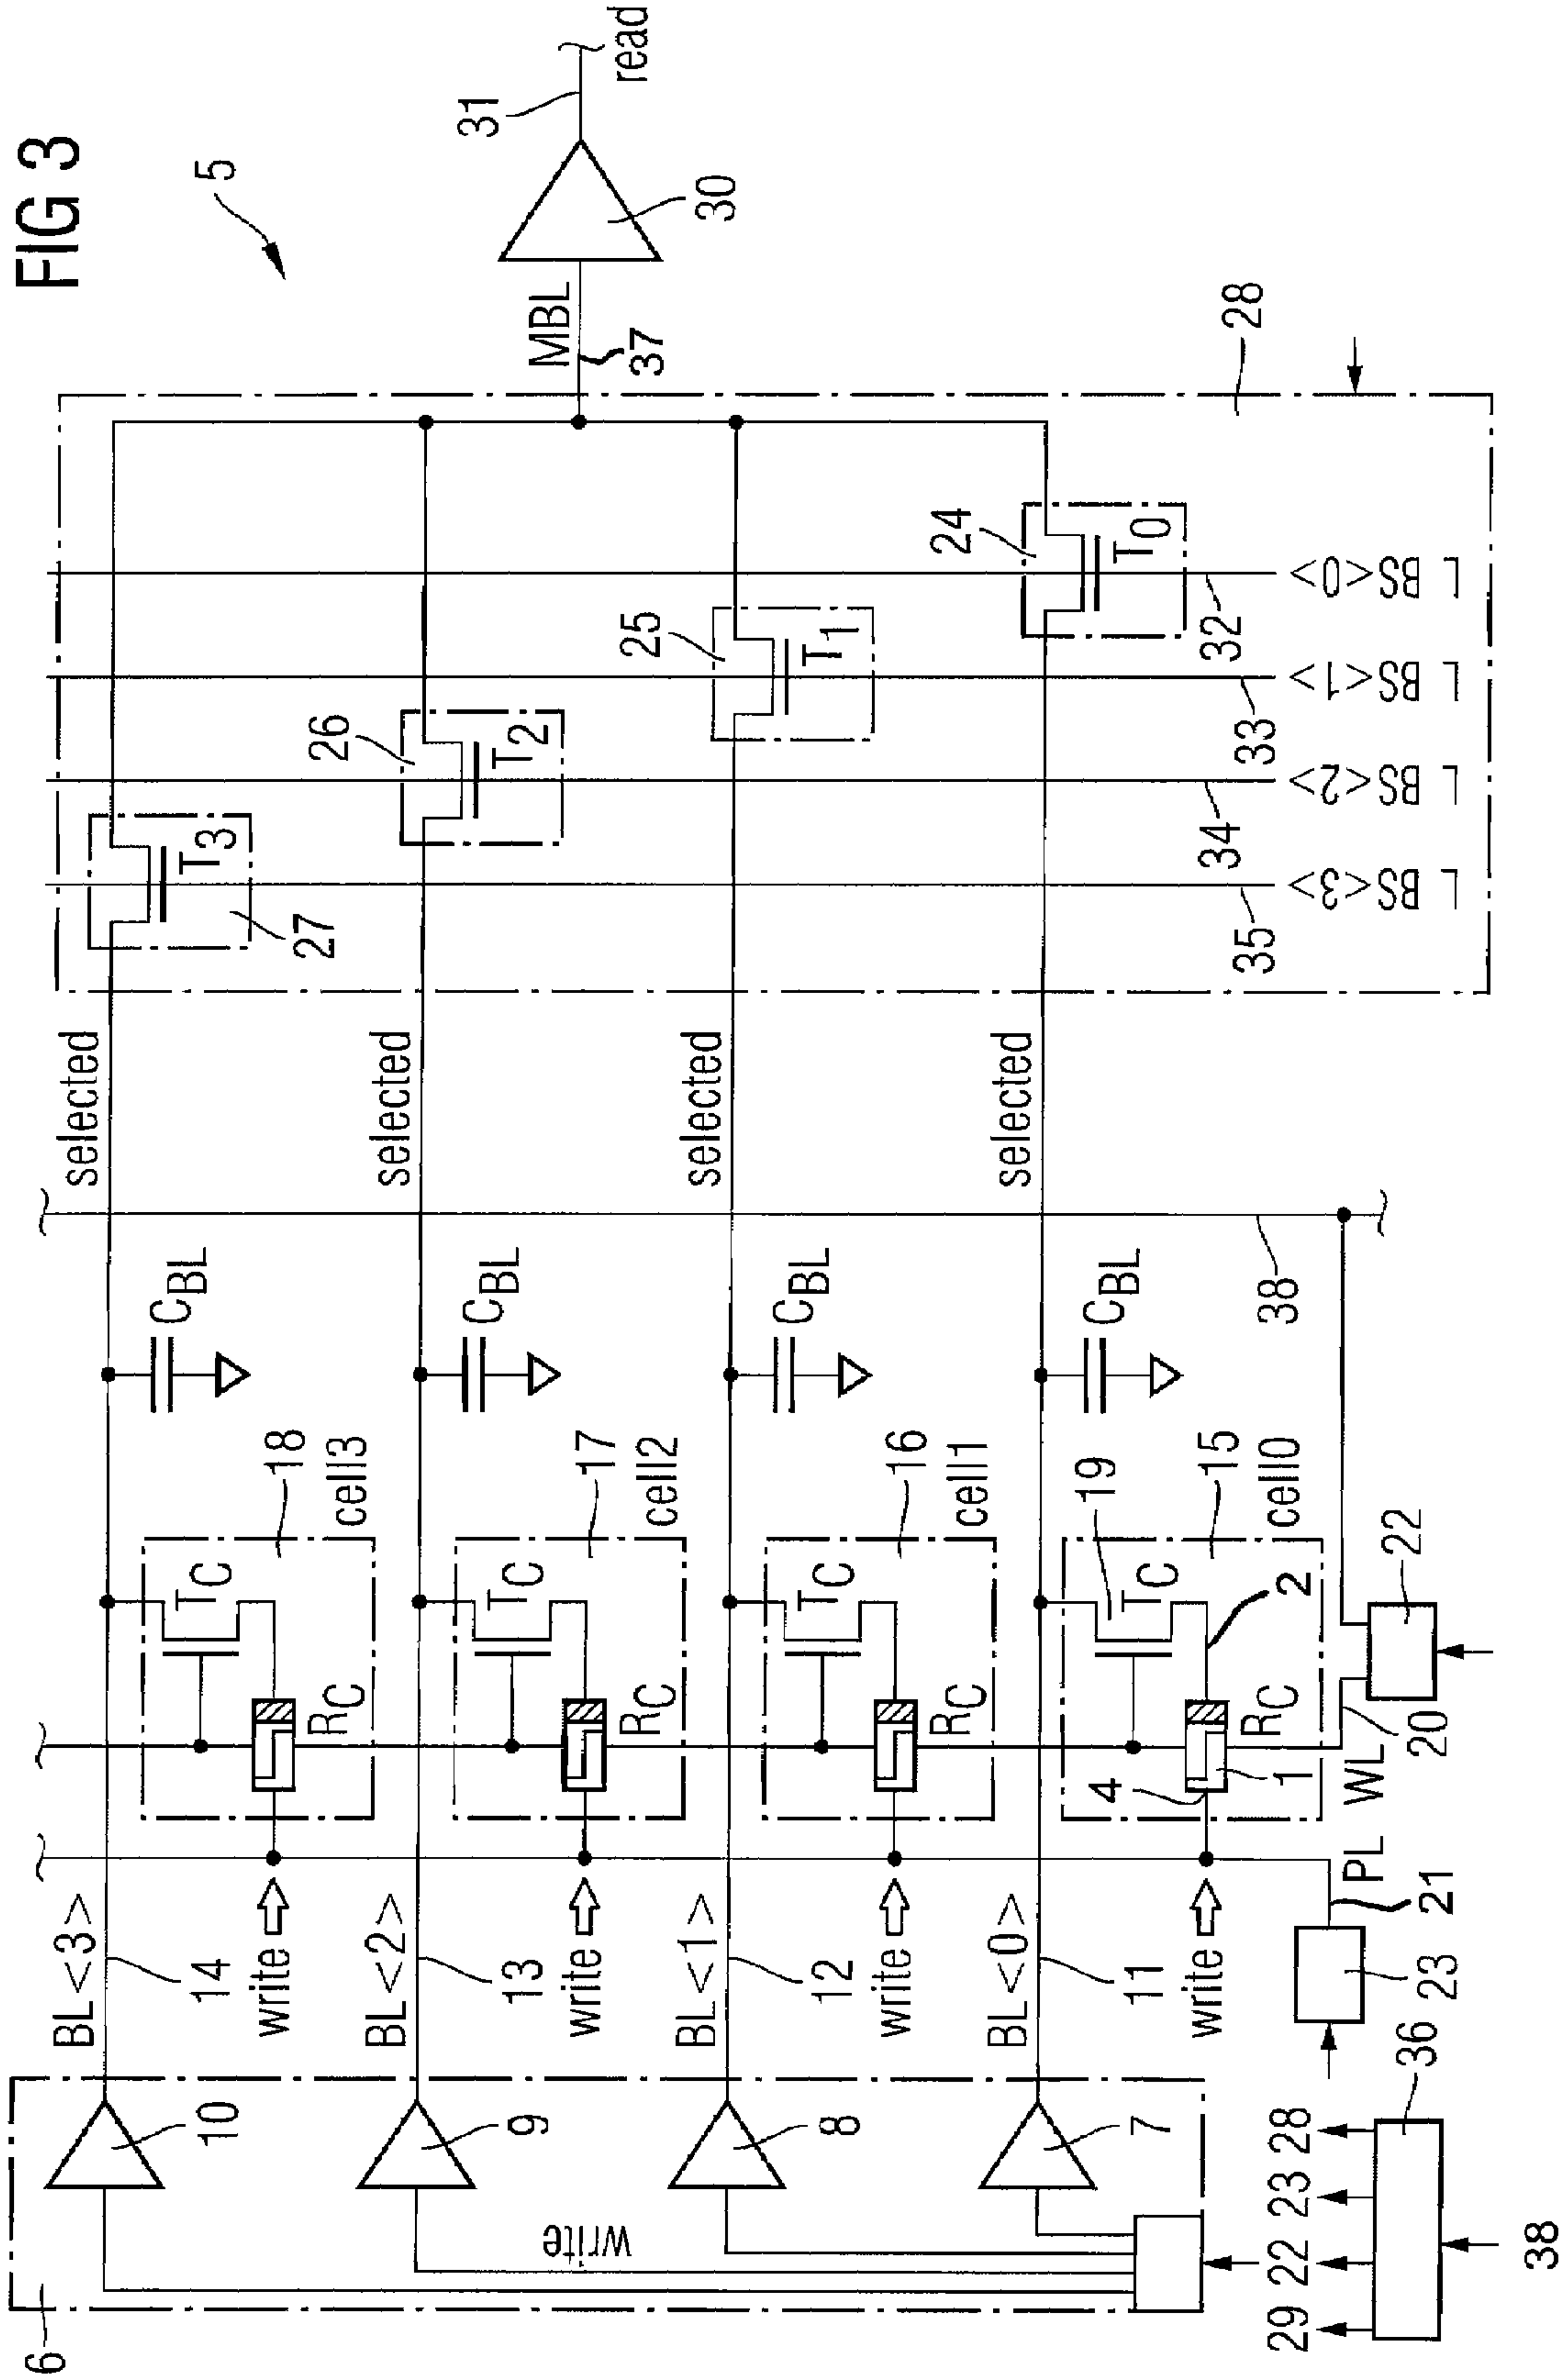 FIG 3
5
31
read
30
MBL
37
28
24
T0
25
T1
26
T2
27
T3
32
33
34
35
L BS<0>
L BS<1>
L BS<2>
L BS<3>
selected
selected
selected
selected
38
CBL
CBL
CBL
CBL
18
cell3
TC
RC
17
cell2
TC
RC
16
cell1
TC
RC
19
15
cell0
TC
2
RC
4
1
22
20
WL
PL
21
23
BL<3>
14
write
BL<2>
13
write
BL<1>
12
write
BL<0>
11
write
10
9
8
7
write
6
36
28
23
22
29
38